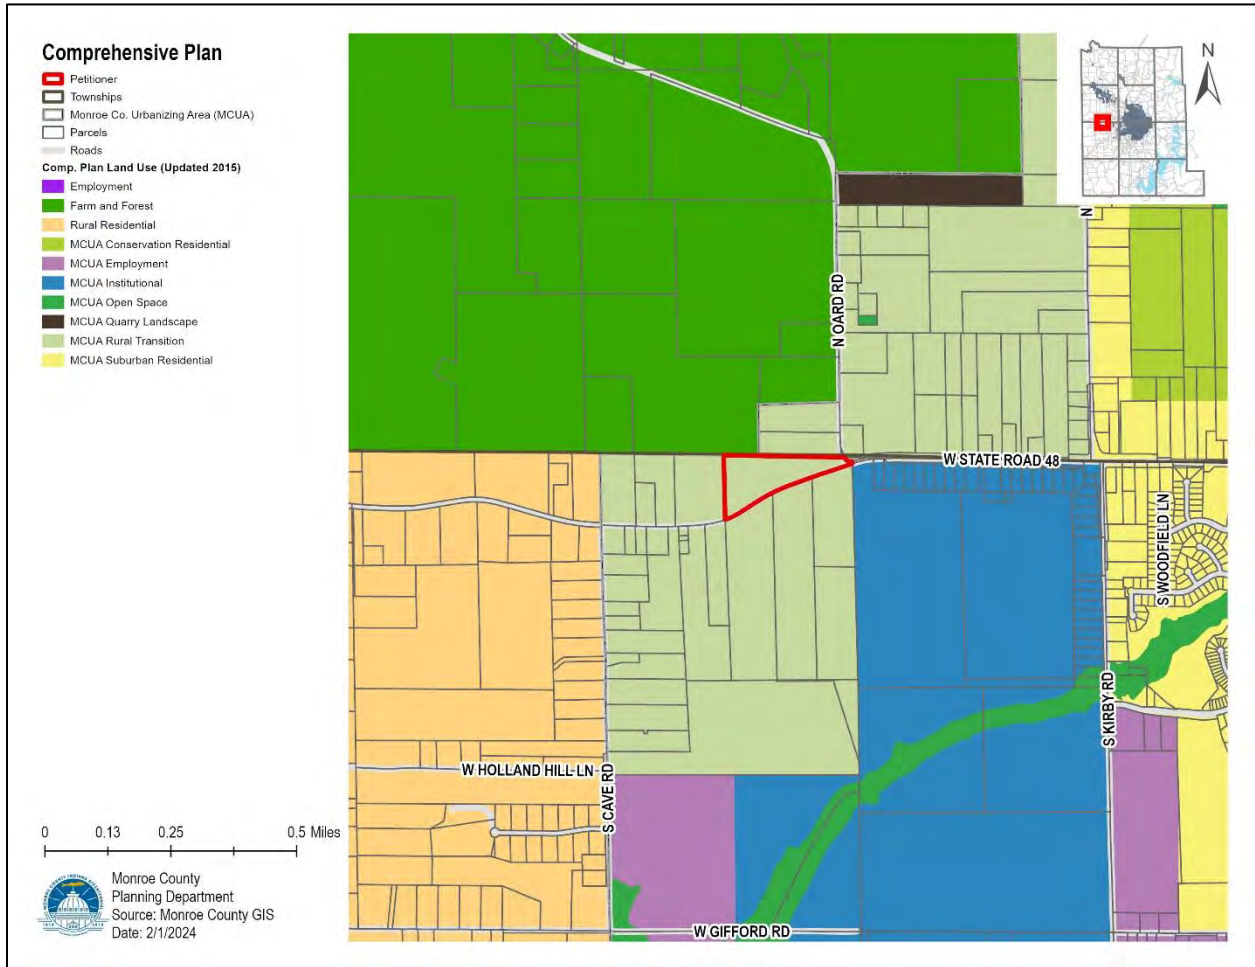 Comprehensive Plan
Petitioner
Townships
Monroe Co. Urbanizing Area (MCUA)
Parcels
Roads
Comp. Plan Land Use (Updated 2015)
Employment
Farm and Forest
Rural Residential
MCUA Conservation Residential
MCUA Employment
MCUA Institutional
MCUA Open Space
MCUA Quarry Landscape
MCUA Rural Transition
MCUA Suburban Residential
N
N
N OARD RD
W STATE ROAD 48
S WOODFIELD LN
S KIRBY RD
W HOLLAND HILL LN
S CAVE RD
W GIFFORD RD
0 0.13 0.25 0.5 Miles
Monroe County
Planning Department
Source: Monroe County GIS
Date: 2/1/2024